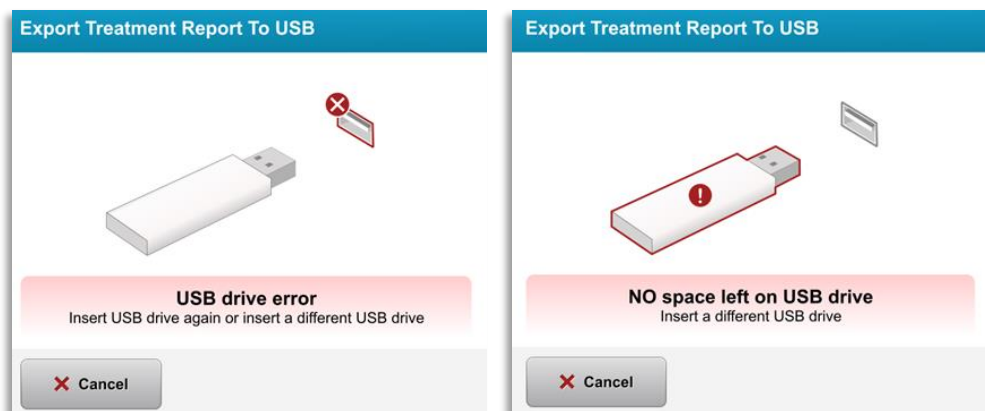 Export Treatment Report To USB
USB drive error
Insert USB drive again or insert a different USB drive
Cancel
Export Treatment Report To USB
NO space left on USB drive
Insert a different USB drive
Cancel